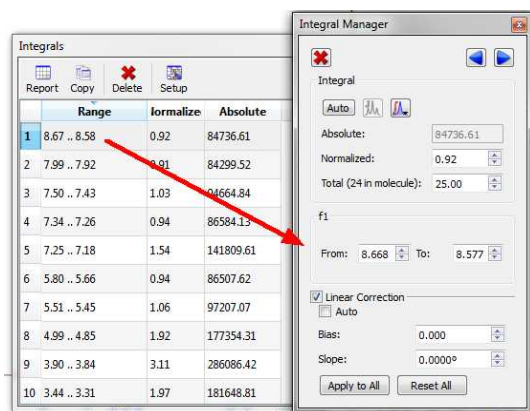 Integrals
Report Copy Delete Setup
Range Iormalize Absolute
1 8.67 .. 8.58 0.92 84736.61
2 7.99 .. 7.92 0.91 84299.52
3 7.50 .. 7.43 1.03 94664.84
4 7.34 .. 7.26 0.94 86584.13
5 7.25 .. 7.18 1.54 141809.61
6 5.80 .. 5.66 0.94 86507.62
7 5.51 .. 5.45 1.06 97207.07
8 4.99 .. 4.85 1.92 177354.31
9 3.90 .. 3.84 3.11 286086.42
10 3.44 .. 3.31 1.97 181648.81
Integral Manager
Integral
Auto
Absolute: 84736.61
Normalized: 0.92
Total (24 in molecule): 25.00
f1
From: 8.668 To: 8.577
Linear Correction
Auto
Bias: 0.000
Slope: 0.0000º
Apply to All Reset All